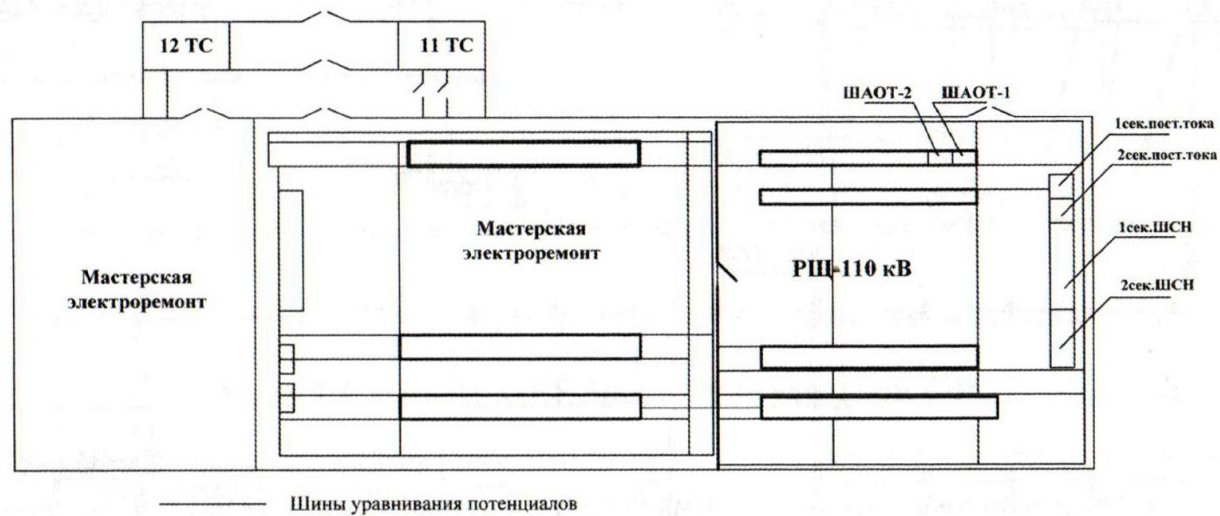 12 ТС
11 ТС
ШАОТ-2
ШАОТ-1
1сек.пост.тока
2сек.пост.тока
Мастерская
электроремонт
Мастерская
электроремонт
РЩ-110 кВ
1сек.ШСН
2сек.ШСН
Шины уравнивания потенциалов